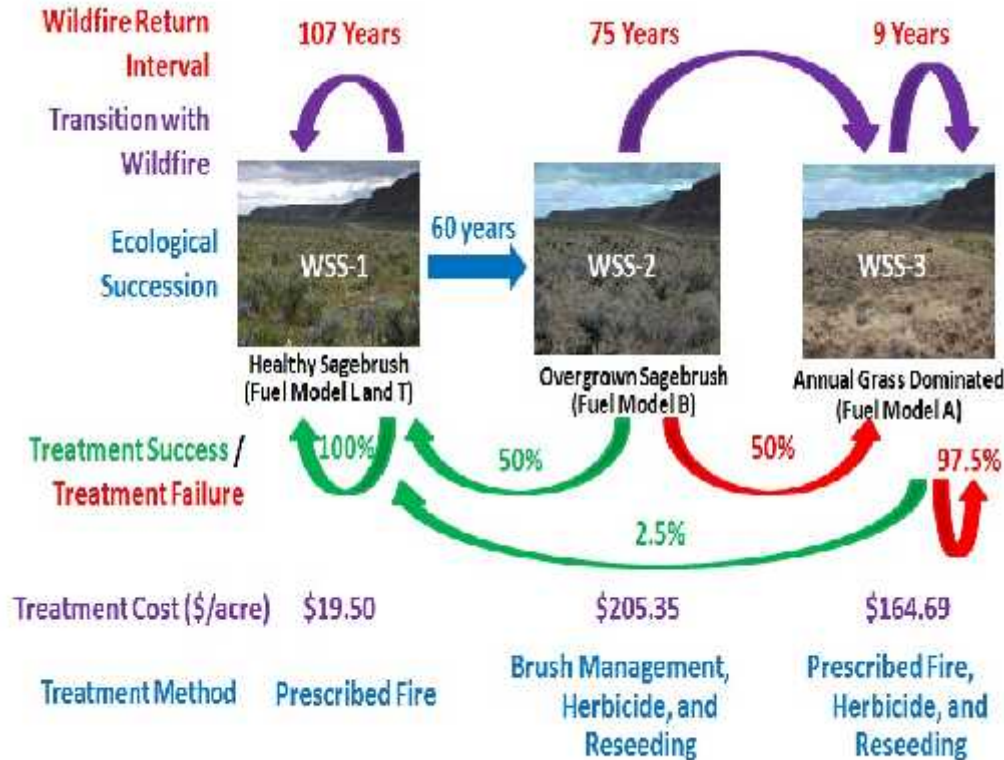 Wildfire Return Interval
107 Years
75 Years
9 Years
Transition with Wildfire
Ecological Succession
60 years
WSS-1
WSS-2
WSS-3
Healthy Sagebrush
(Fuel Model Land T)
Overgrown Sagebrush
(Fuel Model B)
Annual Grass Dominated
(Fuel Model A)
Treatment Success /
Treatment Failure
100%
50%
50%
97.5%
2.5%
Treatment Cost ($/acre)
$19.50
$205.35
$164.69
Treatment Method
Prescribed Fire
Brush Management,
Herbicide, and
Reseeding
Prescribed Fire,
Herbicide, and
Reseeding